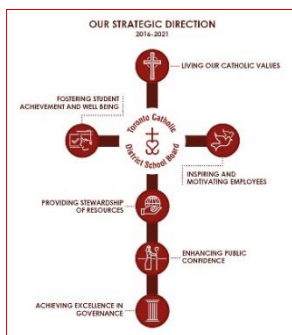 OUR STRATEGIC DIRECTION
2016-2021
LIVING OUR CATHOLIC VALUES
FOSTERING STUDENT
ACHIEVEMENT AND WELL BEING
Toronto Catholic
District School Board
INSPIRING AND
MOTIVATING EMPLOYEES
PROVIDING STEWARDSHIP
OF RESOURCES
ENHANCING PUBLIC
CONFIDENCE
ACHIEVING EXCELLENCE IN
GOVERNANCE